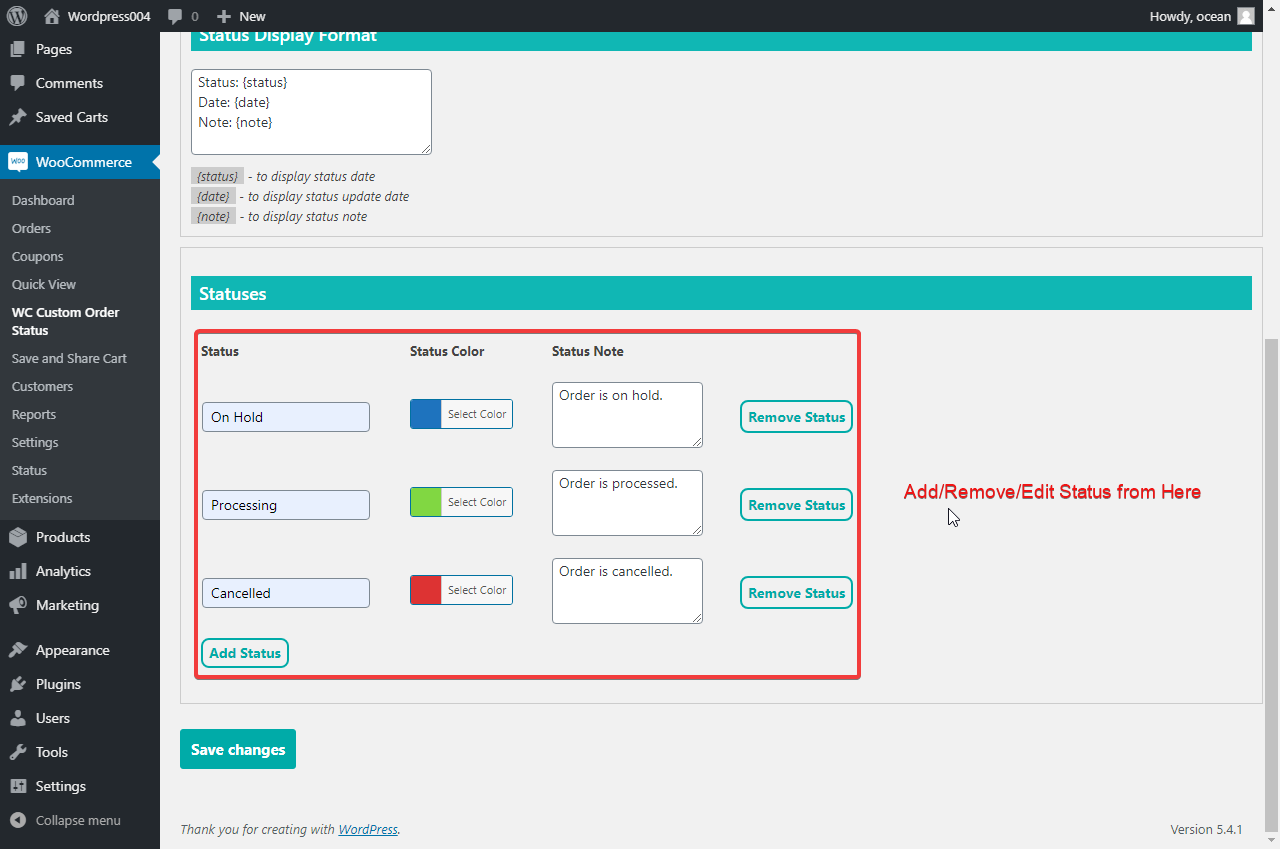 Wordpress004
0
New
Howdy, ocean
Pages
Comments
Saved Carts
WOO
WooCommerce
Dashboard
Orders
Coupons
Quick View
WC Custom Order
Status
Save and Share Cart
Customers
Reports
Settings
Status
Extensions
Products
Analytics
Marketing
Appearance
Plugins
Users
Tools
Settings
Collapse menu
Status Display Format
Status: {status}
Date: {date}
Note: {note}
{status} - to display status date
{date} - to display status update date
{note} - to display status note
Statuses
Status Status Color Status Note
On Hold Select Color Order is on hold. Remove Status
Processing Select Color Order is processed. Remove Status
Cancelled Select Color Order is cancelled. Remove Status
Add Status
Add/Remove/Edit Status from Here
Save changes
Thank you for creating with WordPress.
Version 5.4.1